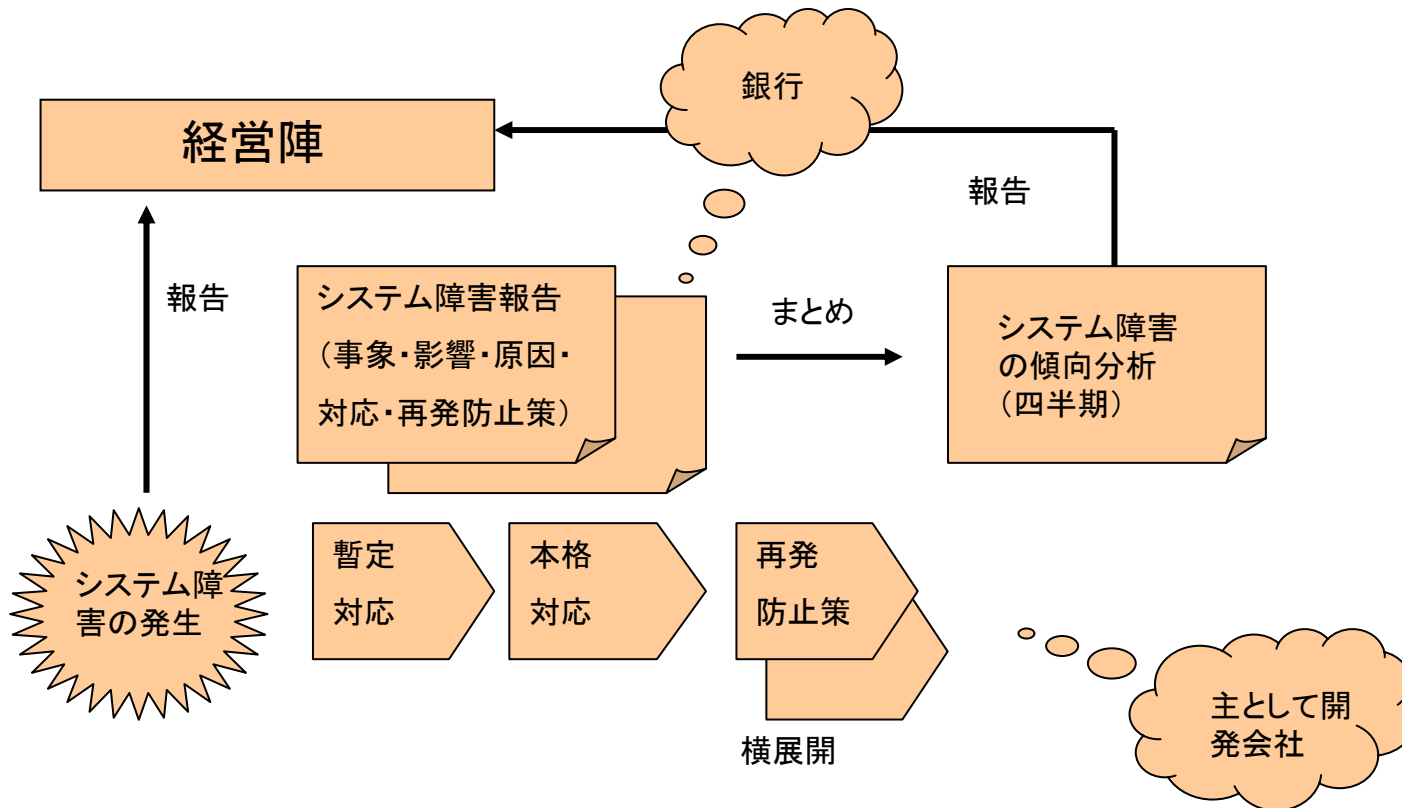 銀行
経営陣
報告
報告
システム障害報告
（事象・影響・原因・
対応・再発防止策）
まとめ
システム障害
の傾向分析
（四半期）
システム障
害の発生
暫定
対応
本格
対応
再発
防止策
横展開
主として開
発会社